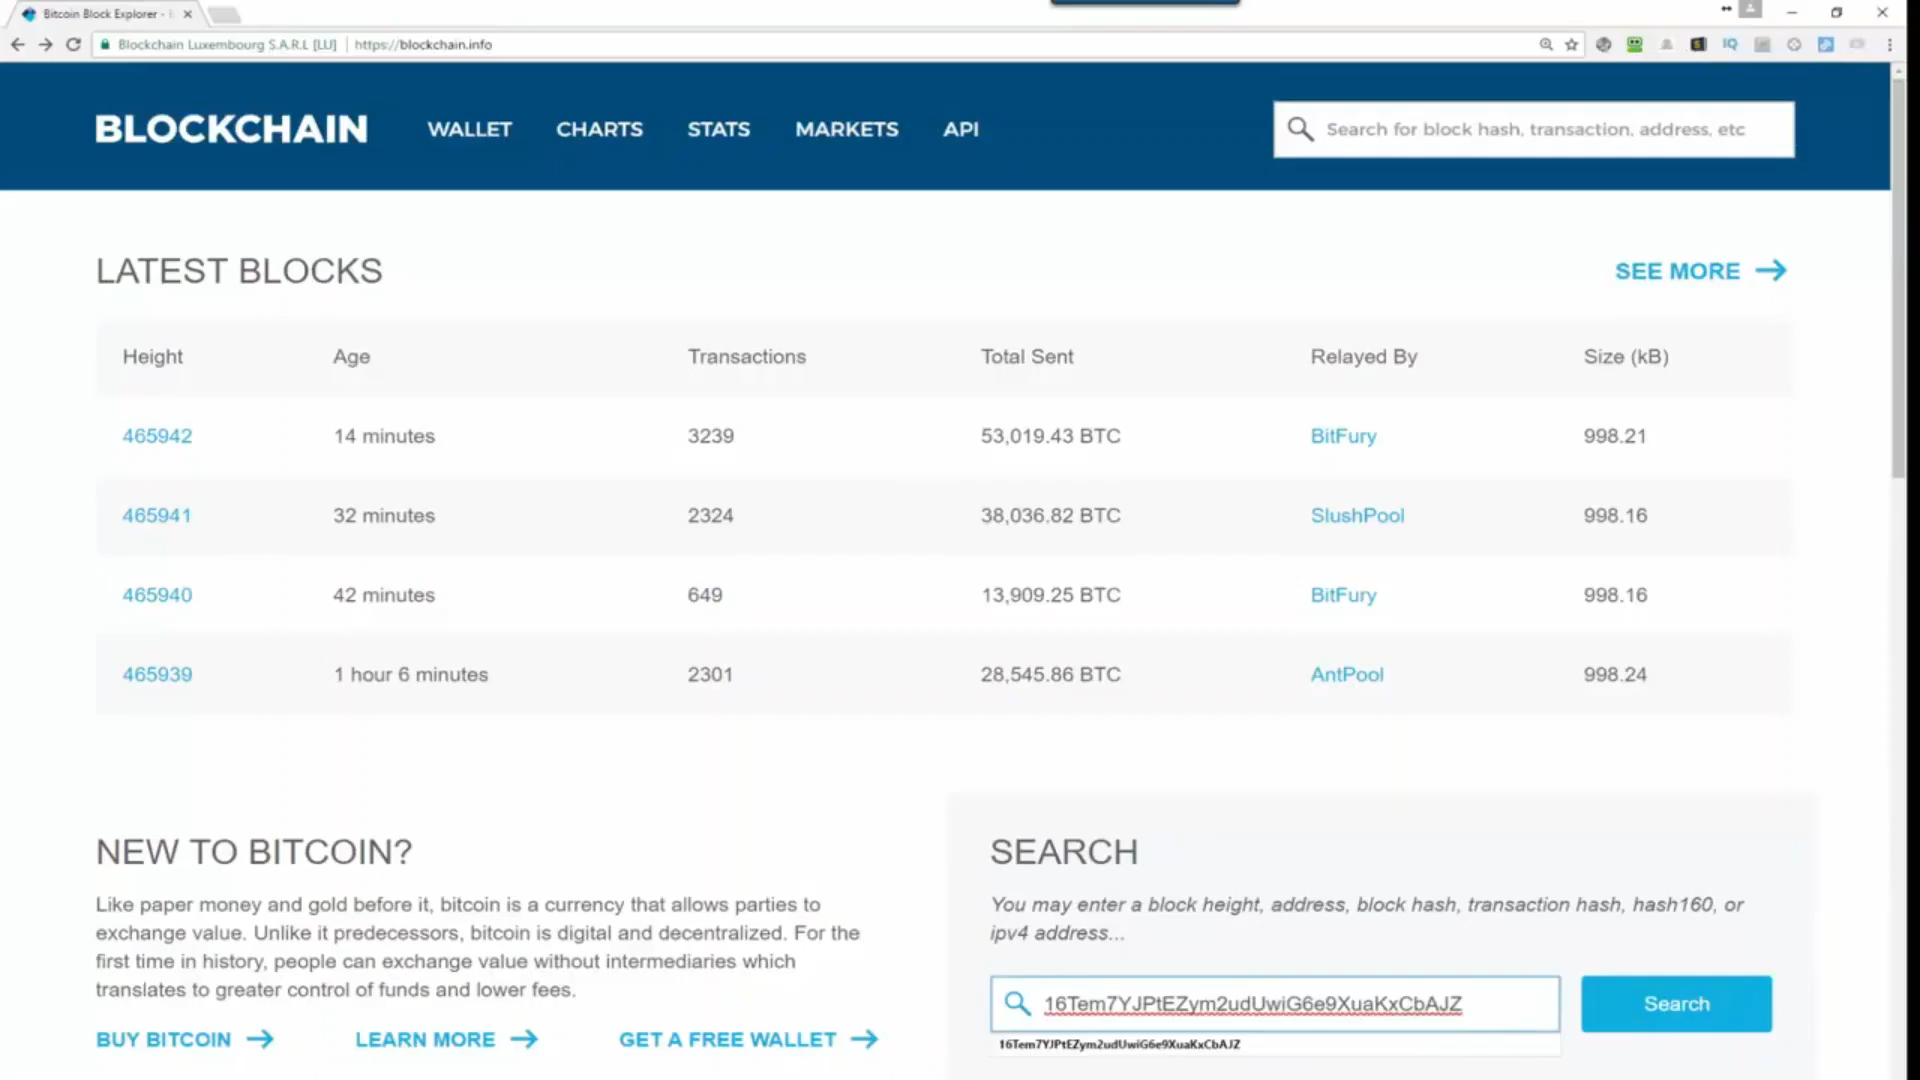 Bitcoin Block Explorer -
Blockchain Luxembourg S.A.R.L [LU] https://blockchain.info
BLOCKCHAIN WALLET CHARTS STATS MARKETS API Search for block hash, transaction, address, etc
LATEST BLOCKS SEE MORE
Height Age Transactions Total Sent Relayed By Size (kB)
465942 14 minutes 3239 53,019.43 BTC BitFury 998.21
465941 32 minutes 2324 38,036.82 BTC SlushPool 998.16
465940 42 minutes 649 13,909.25 BTC BitFury 998.16
465939 1 hour 6 minutes 2301 28,545.86 BTC AntPool 998.24
NEW TO BITCOIN?
Like paper money and gold before it, bitcoin is a currency that allows parties to
exchange value. Unlike it predecessors, bitcoin is digital and decentralized. For the
first time in history, people can exchange value without intermediaries which
translates to greater control of funds and lower fees.
BUY BITCOIN LEARN MORE GET A FREE WALLET
SEARCH
You may enter a block height, address, block hash, transaction hash, hash160, or
ipv4 address...
16Tem7YJPtEZym2udUwiG6e9XuaKxCbAJZ Search
16Tem7YJPtEZym2udUwiG6e9XuaKxCbAJZ